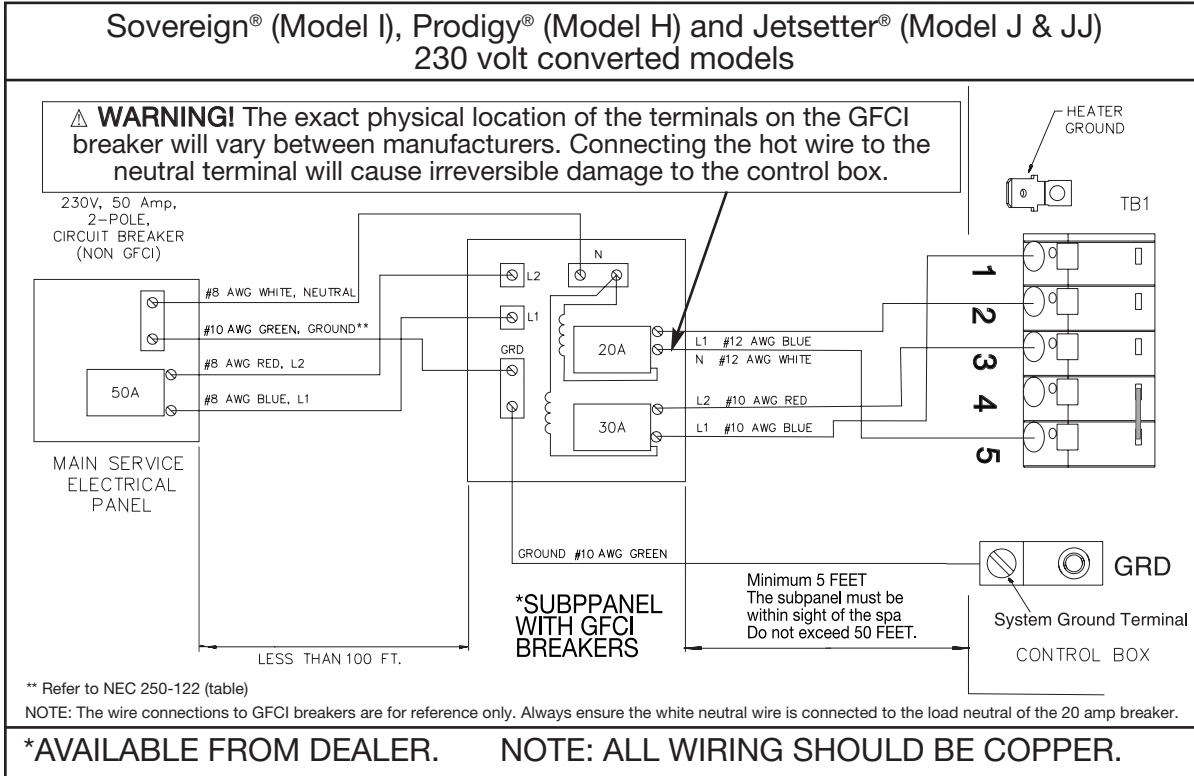 Sovereign® (Model I), Prodigy® (Model H) and Jetsetter® (Model J & JJ)
230 volt converted models
⚠ WARNING! The exact physical location of the terminals on the GFCI
breaker will vary between manufacturers. Connecting the hot wire to the
neutral terminal will cause irreversible damage to the control box.
HEATER
GROUND
TB1
230V, 50 Amp,
2-POLE,
CIRCUIT BREAKER
(NON GFCI)
#8 AWG WHITE, NEUTRAL
#10 AWG GREEN, GROUND**
#8 AWG RED, L2
#8 AWG BLUE, L1
50A
MAIN SERVICE
ELECTRICAL
PANEL
N
L2
L1
GRD
20A
30A
L1 #12 AWG BLUE
N #12 AWG WHITE
L2 #10 AWG RED
L1 #10 AWG BLUE
1
2
3
4
5
GROUND #10 AWG GREEN
*SUBPPANEL
WITH GFCI
BREAKERS
Minimum 5 FEET
The subpanel must be
within sight of the spa
Do not exceed 50 FEET.
GRD
System Ground Terminal
CONTROL BOX
LESS THAN 100 FT.
** Refer to NEC 250-122 (table)
NOTE: The wire connections to GFCI breakers are for reference only. Always ensure the white neutral wire is connected to the load neutral of the 20 amp breaker.
*AVAILABLE FROM DEALER. NOTE: ALL WIRING SHOULD BE COPPER.